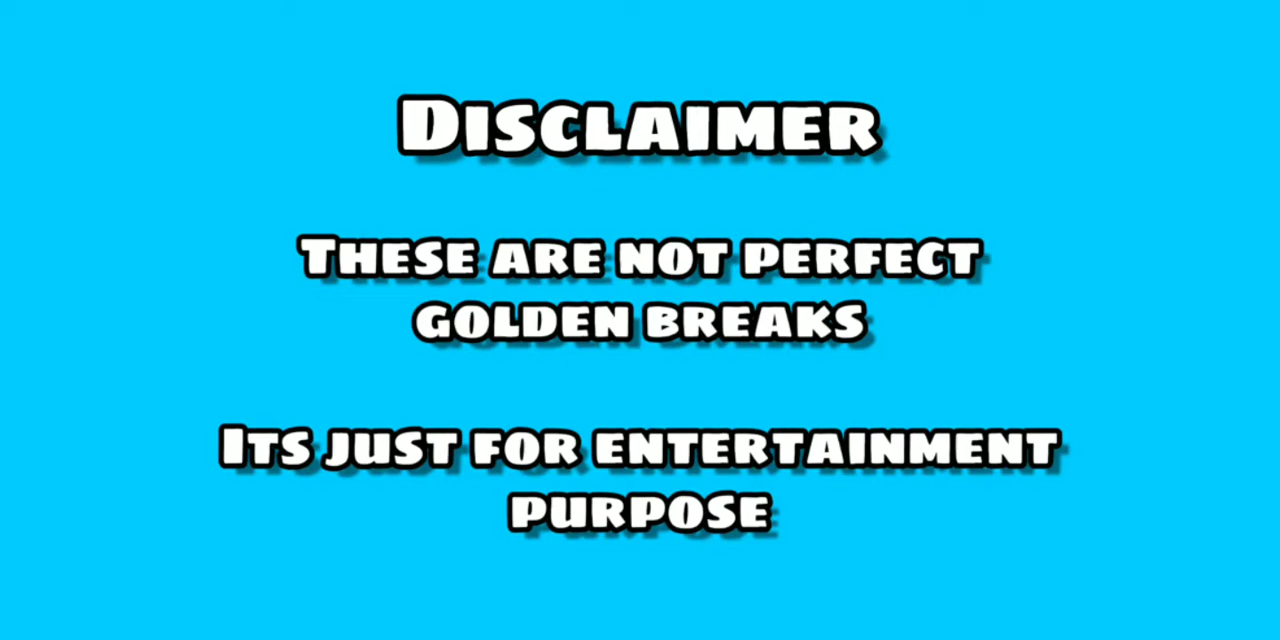 Disclaimer
These are not perfect
golden breaks
Its just for entertainment
purpose